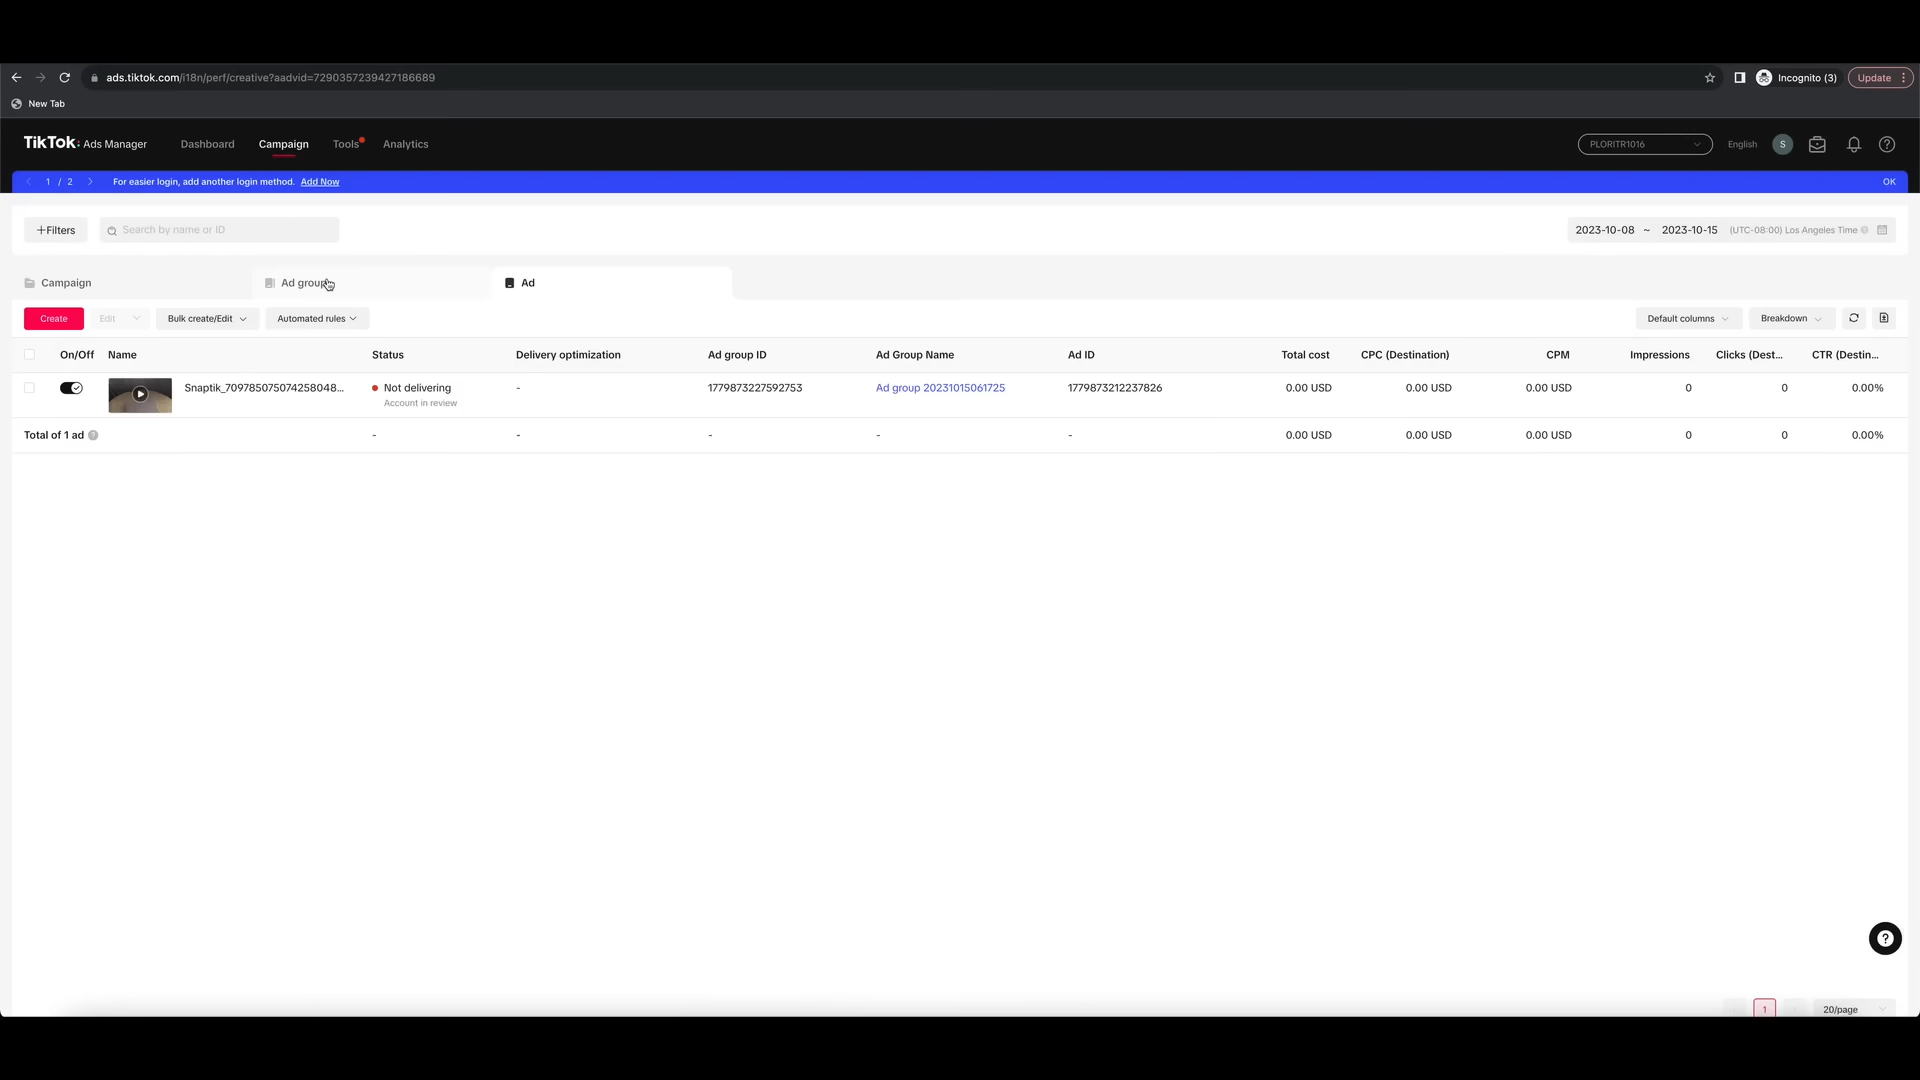 ads.tiktok.com/i18n/perf/creative?aadvid=7290357239427186689
Incognito (3)
Update
New Tab
TikTok: Ads Manager
Dashboard
Campaign
Tools
Analytics
PLORITR1016
English
S
1 / 2
For easier login, add another login method. Add Now
OK
+Filters
Search by name or ID
2023-10-08 ~ 2023-10-15 (UTC-08:00) Los Angeles Time
Campaign
Ad group
Ad
Create
Edit
Bulk create/Edit
Automated rules
Default columns
Breakdown
On/Off Name Status Delivery optimization Ad group ID Ad Group Name Ad ID Total cost CPC (Destination) CPM Impressions Clicks (Dest... CTR (Destin...
Snaptik_709785075074258048... Not delivering - 1779873227592753 Ad group 20231015061725 1779873212237826 0.00 USD 0.00 USD 0.00 USD 0 0 0.00%
Account in review
Total of 1 ad - - - - - 0.00 USD 0.00 USD 0.00 USD 0 0 0.00%
1
20/page